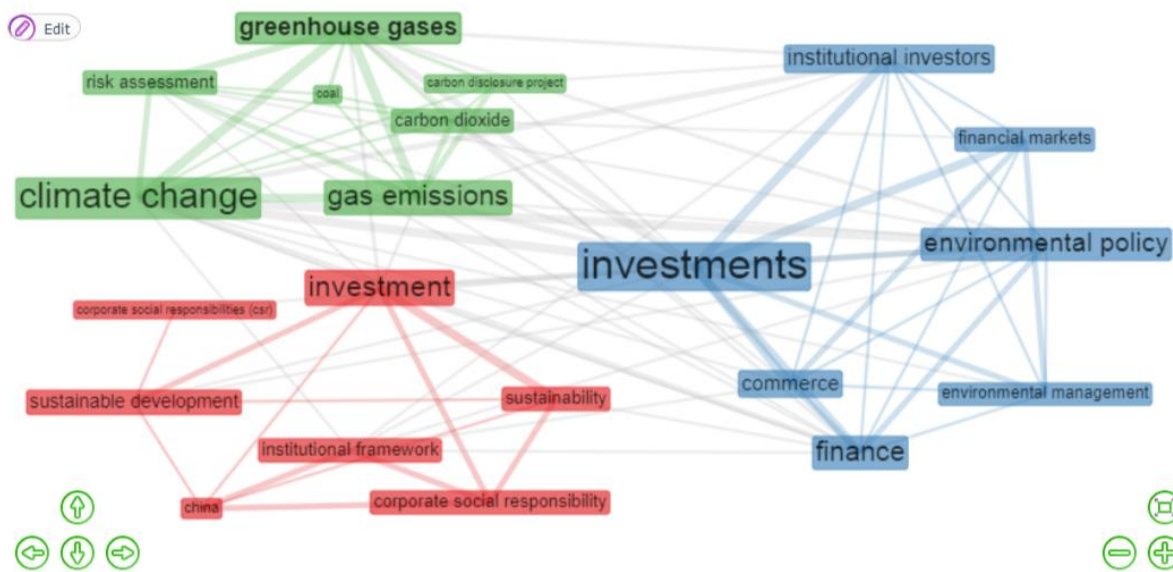 Edit
greenhouse gases
institutional investors
risk assessment
carbon disclosure project
coal
carbon dioxide
financial markets
climate change
gas emissions
environmental policy
investments
investment
corporate social responsibilities (csr)
commerce
environmental management
sustainable development
sustainability
institutional framework
finance
china
corporate social responsibility